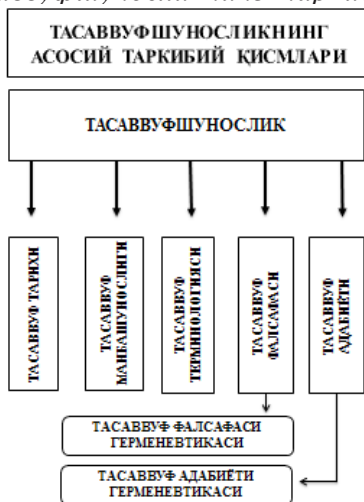 ТАСАВВУФШУНОСЛИКНИНГ
АСОСИЙ ТАРКИБИЙ ҚИСМЛАРИ
ТАСАВВУФШУНОСЛИК
ТАСАВВУФ ТАРИХИ
ТАСАВВУФ
МАНБАШУНОСЛИГИ
ТАСАВВУФ
ТЕРМИНОЛОГИЯСИ
ТАСАВВУФ
ФАЛСАФАСИ
ТАСАВВУФ
АДАБИЁТИ
ТАСАВВУФ ФАЛСАФАСИ
ГЕРМЕНЕВТИКАСИ
ТАСАВВУФ АДАБИЁТИ
ГЕРМЕНЕВТИКАСИ